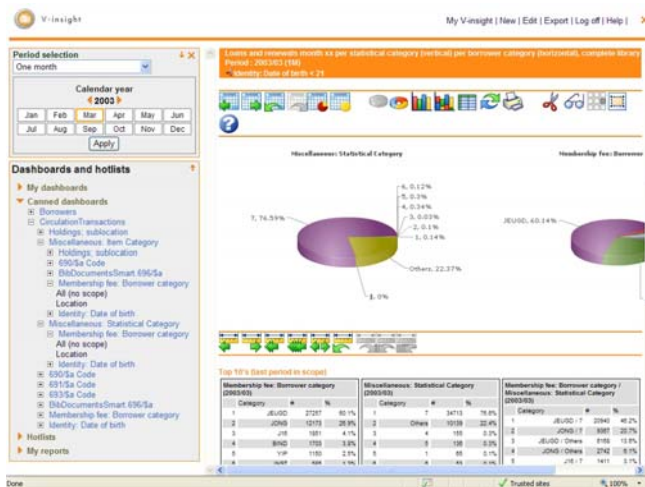 V-insight
My V-insight | New | Edit | Export | Log off | Help |
Period selection
One month
Calendar year
2003
Jan Feb Mar Apr May Jun
Jul Aug Sep Oct Nov Dec
Apply
Dashboards and hotlists
My dashboards
Canned dashboards
Borrowers
CirculationTransactions
Holdings: sublocation
Miscellaneous: Item Category
Holdings: sublocation
690/$a Code
BibDocumentsSmart.696/$a
Membership fee: Borrower category
All (no scope)
Location
Identity: Date of birth
Miscellaneous: Statistical Category
Membership fee: Borrower category
All (no scope)
Location
Identity: Date of birth
690/$a Code
691/$a Code
693/$a Code
BibDocumentsSmart.696/$a
Membership fee: Borrower category
Identity: Date of birth
Hotlists
My reports
Loans and renewals month xs per statistical category (vertical) per borrower category (horizontal), complete library
Period : 2003/03 (1M)
Identity: Date of birth < 21
Miscellaneous: Statistical Category
7, 76.59%
6, 0.12%
5, 0.3%
4, 0.34%
3, 0.03%
2, 0.1%
1, 0.14%
Others, 22.37%
Membership fee: Borrower
JEUGD, 60.14%
Top 10's (last period in scope)
Membership fee: Borrower category
(2003/03)
Category # %
1 JEUGD 27257 60.1%
2 JONG 12173 26.9%
3 J1E 1851 4.1%
4 BIND 1703 3.8%
5 YIP 1150 2.5%
Miscellaneous: Statistical Category
(2003/03)
Category # %
1 7 34713 76.6%
2 Others 10139 22.4%
3 4 155 0.3%
4 5 136 0.3%
5 1 65 0.1%
Membership fee: Borrower category /
Miscellaneous: Statistical Category
(2003/03)
Category # %
1 JEUGD / 7 20940 46.2%
2 JONG / 7 9387 20.7%
3 JEUGD / Others 6159 13.6%
4 JONG / Others 2742 6.1%
Done
Trusted sites
100%